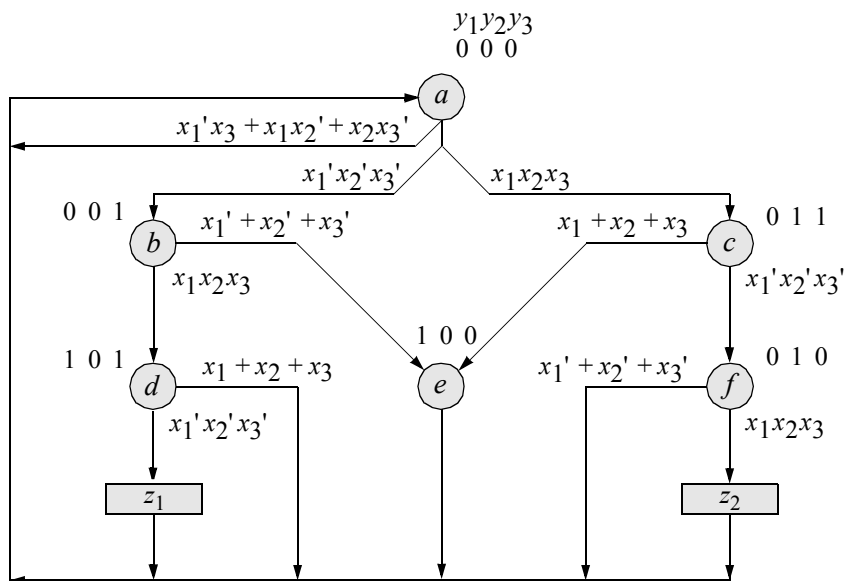 y₁y₂y₃
0 0 0
a
x₁'x₃ + x₁x₂' + x₂x₃'
x₁'x₂'x₃'
x₁x₂x₃
0 0 1
b
x₁' + x₂' + x₃'
x₁ + x₂ + x₃
c
0 1 1
x₁x₂x₃
x₁'x₂'x₃'
1 0 1
d
x₁ + x₂ + x₃
1 0 0
e
x₁' + x₂' + x₃'
f
0 1 0
x₁'x₂'x₃'
x₁x₂x₃
z₁
z₂